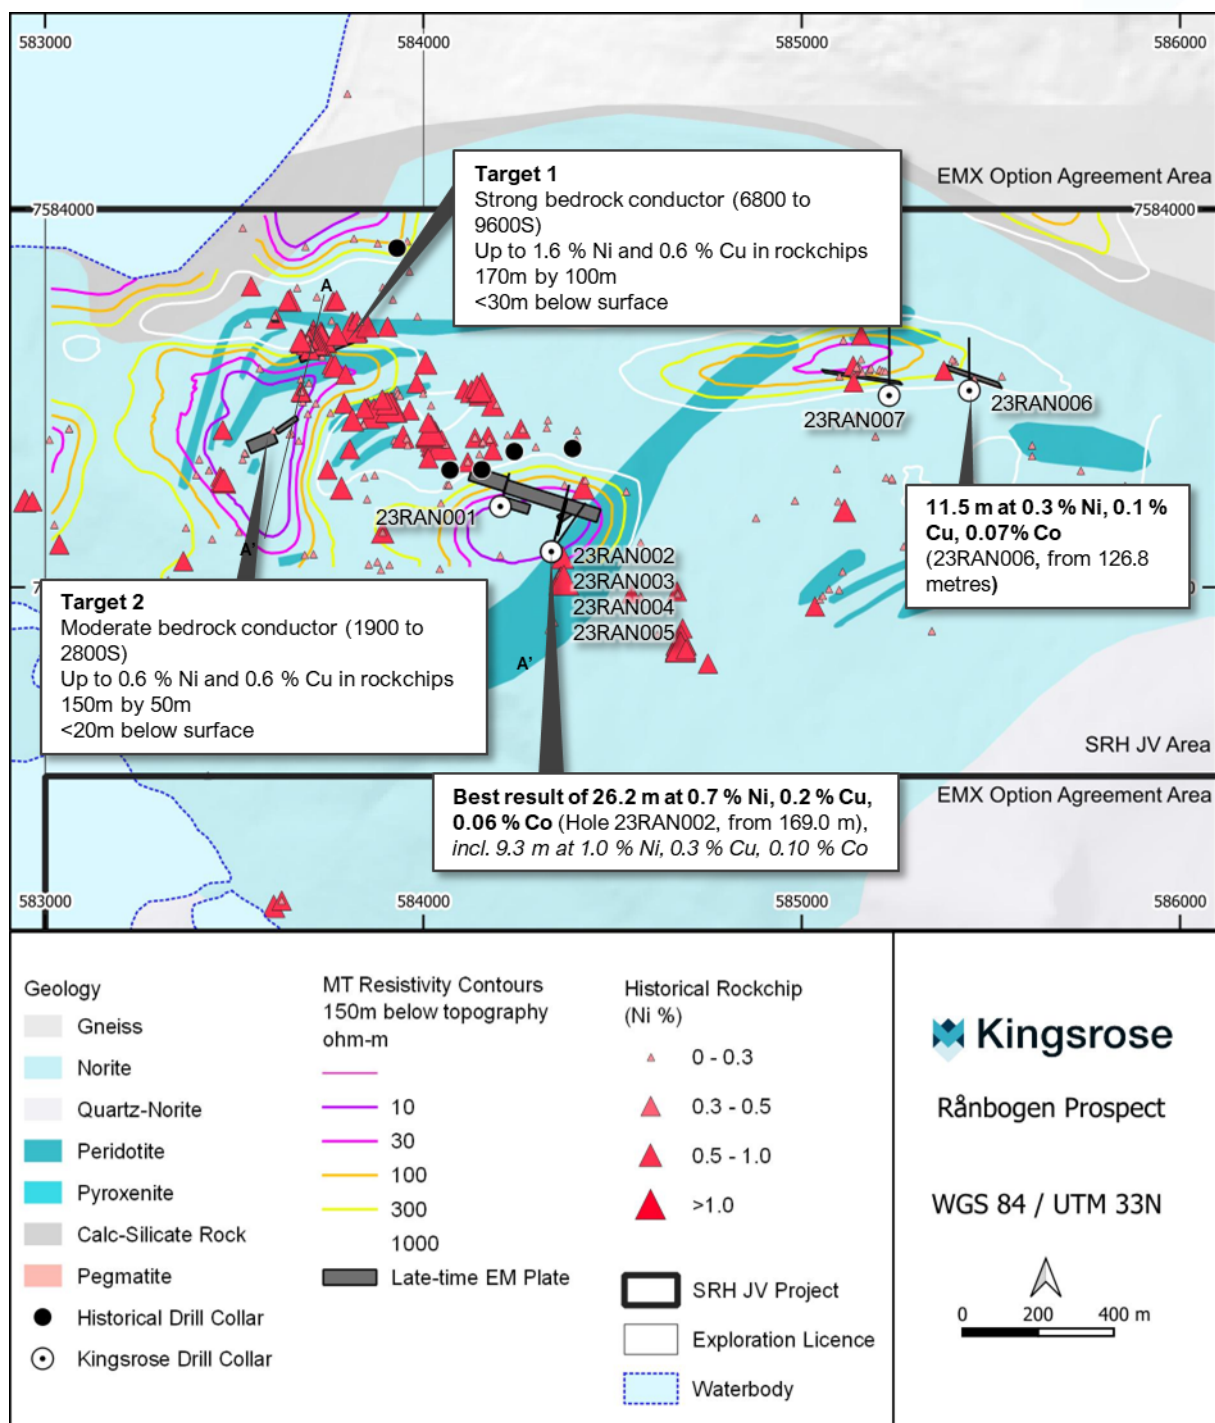 583000
584000
585000
586000
Target 1
Strong bedrock conductor (6800 to
9600S)
Up to 1.6 % Ni and 0.6 % Cu in rockchips
170m by 100m
<30m below surface
EMX Option Agreement Area
7584000
7584000
A
23RAN007
23RAN006
23RAN001
11.5 m at 0.3 % Ni, 0.1 %
Cu, 0.07% Co
(23RAN006, from 126.8
metres)
A'
23RAN002
23RAN003
23RAN004
23RAN005
A'
Target 2
Moderate bedrock conductor (1900 to
2800S)
Up to 0.6 % Ni and 0.6 % Cu in rockchips
150m by 50m
<20m below surface
SRH JV Area
EMX Option Agreement Area
Best result of 26.2 m at 0.7 % Ni, 0.2 % Cu,
0.06 % Co (Hole 23RAN002, from 169.0 m),
incl. 9.3 m at 1.0 % Ni, 0.3 % Cu, 0.10 % Co
583000
584000
585000
586000
Geology
Gneiss
Norite
Quartz-Norite
Peridotite
Pyroxenite
Calc-Silicate Rock
Pegmatite
Historical Drill Collar
Kingsrose Drill Collar
MT Resistivity Contours
150m below topography
ohm-m
10
30
100
300
1000
Late-time EM Plate
Historical Rockchip
(Ni %)
0 - 0.3
0.3 - 0.5
0.5 - 1.0
>1.0
SRH JV Project
Exploration Licence
Waterbody
Kingsrose
Rånbogen Prospect
WGS 84 / UTM 33N
0 200 400 m